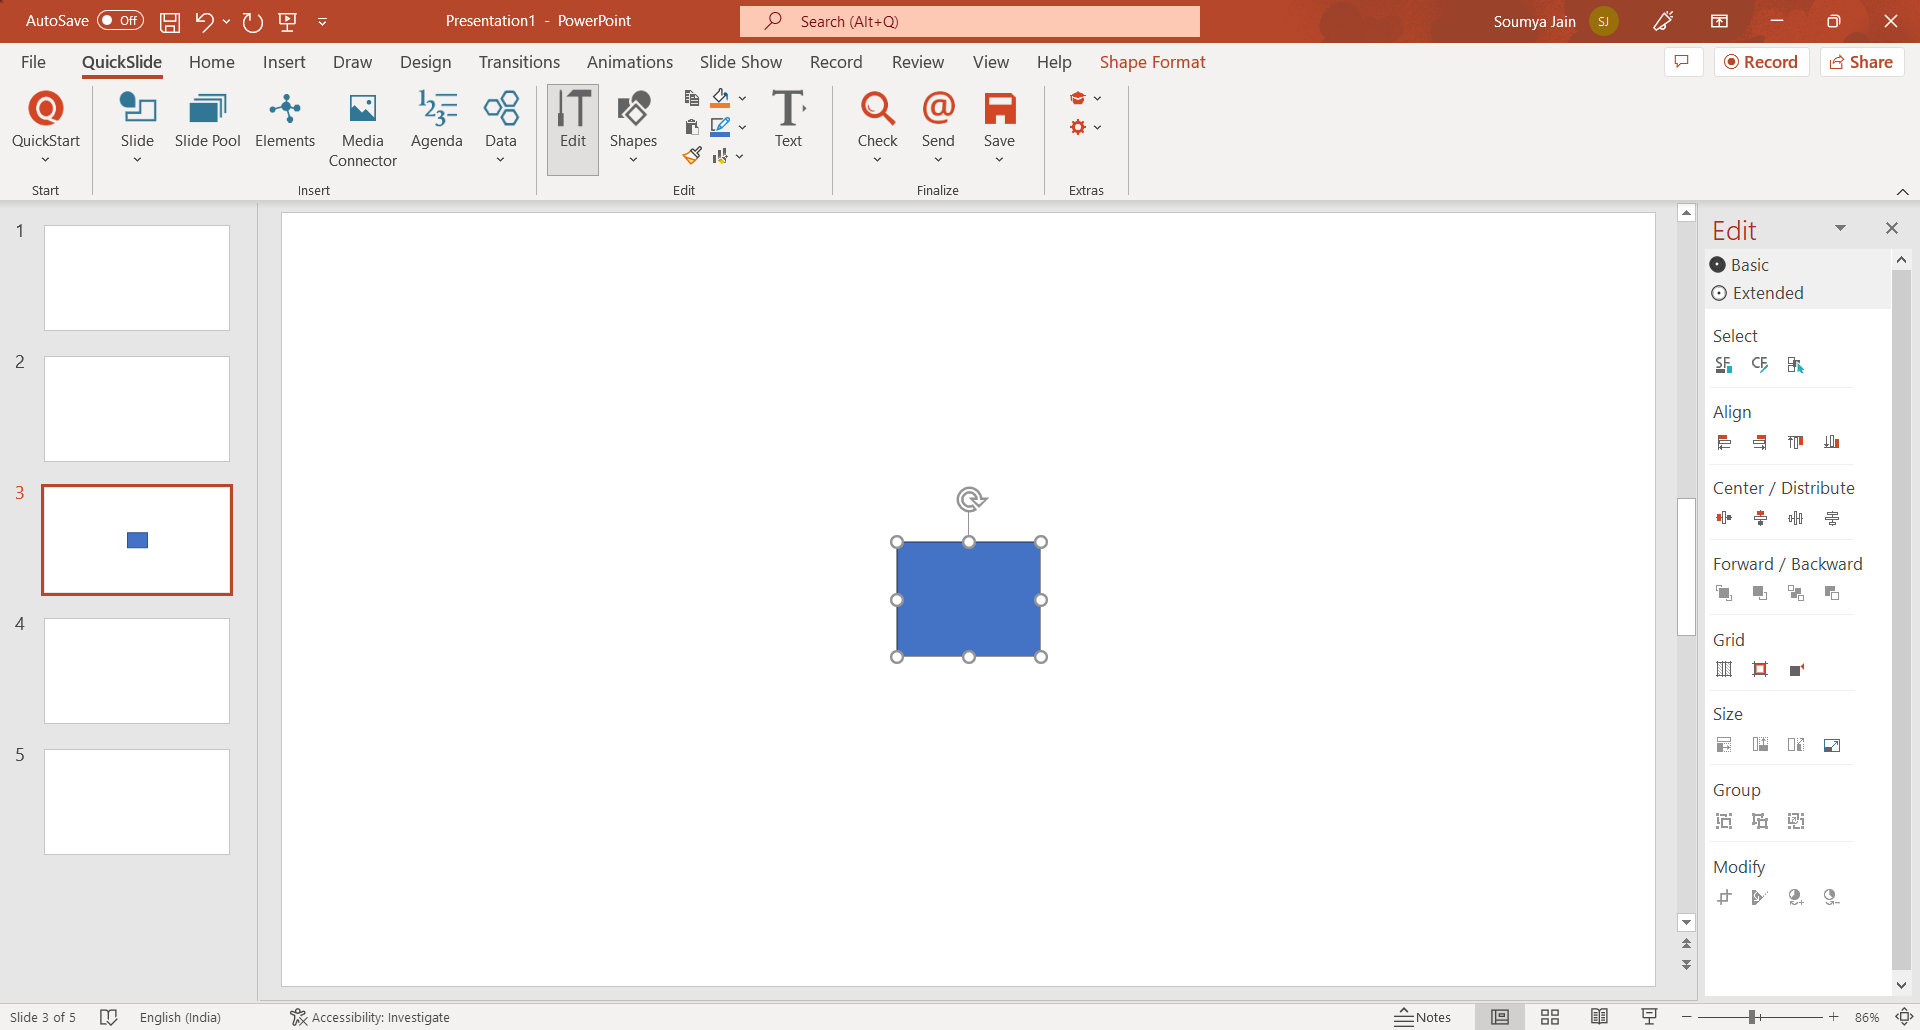 AutoSave Off Presentation1 - PowerPoint Search (Alt+Q) Soumya Jain SJ
File QuickSlide Home Insert Draw Design Transitions Animations Slide Show Record Review View Help Shape Format Record Share
QuickStart Slide Slide Pool Elements Media Connector Agenda Data Edit Shapes Text Check Send Save
Start Insert Edit Finalize Extras
1
2
3
4
5
Edit
Basic
Extended
Select
SF CF
Align
Center / Distribute
Forward / Backward
Grid
Size
Group
Modify
Slide 3 of 5 English (India) Accessibility: Investigate Notes 86%